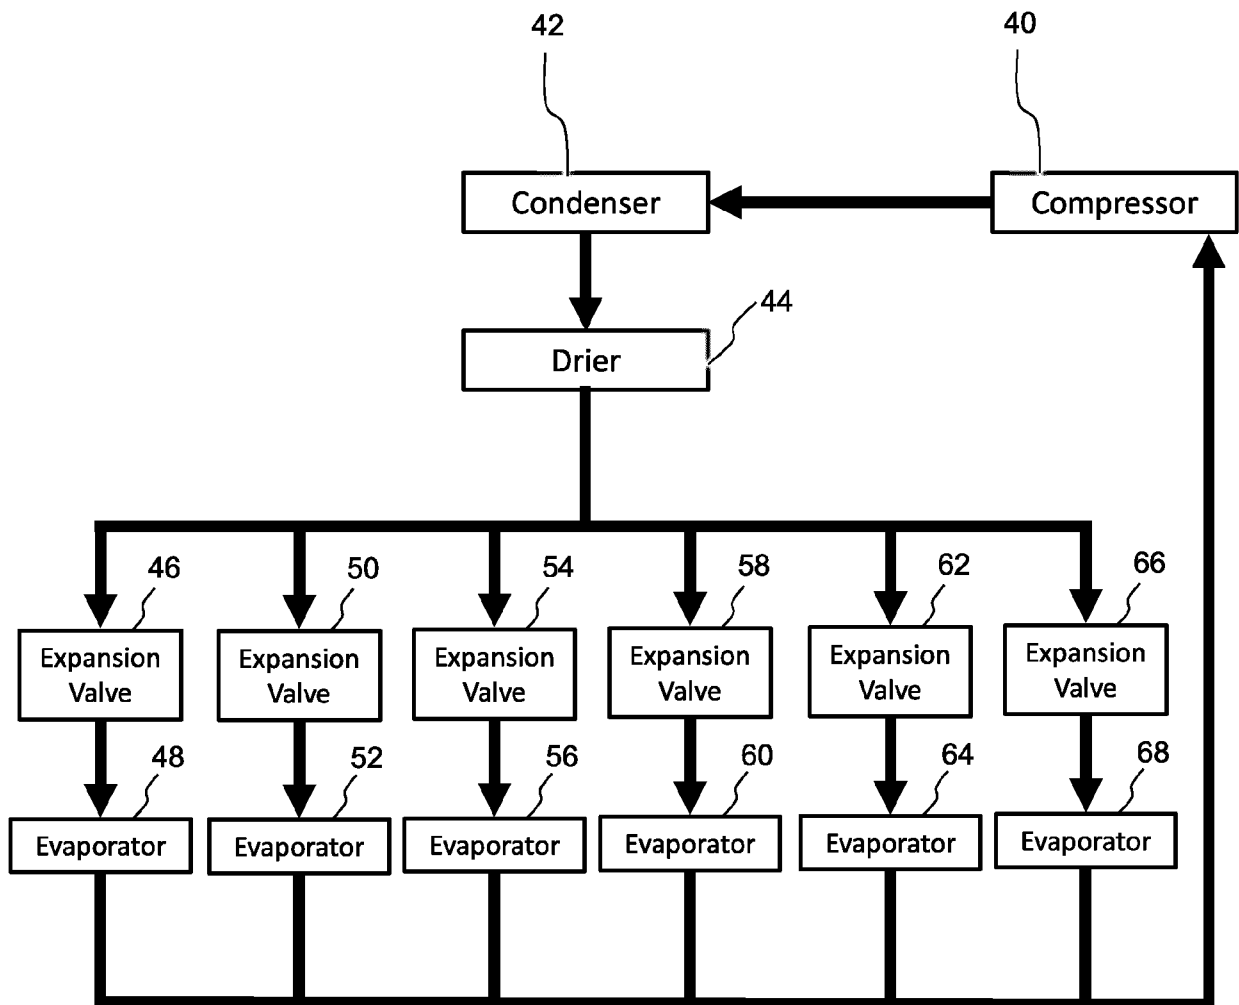 42
40
Condenser
Compressor
44
Drier
46
50
54
58
62
66
Expansion
Valve
Expansion
Valve
Expansion
Valve
Expansion
Valve
Expansion
Valve
Expansion
Valve
48
52
56
60
64
68
Evaporator
Evaporator
Evaporator
Evaporator
Evaporator
Evaporator